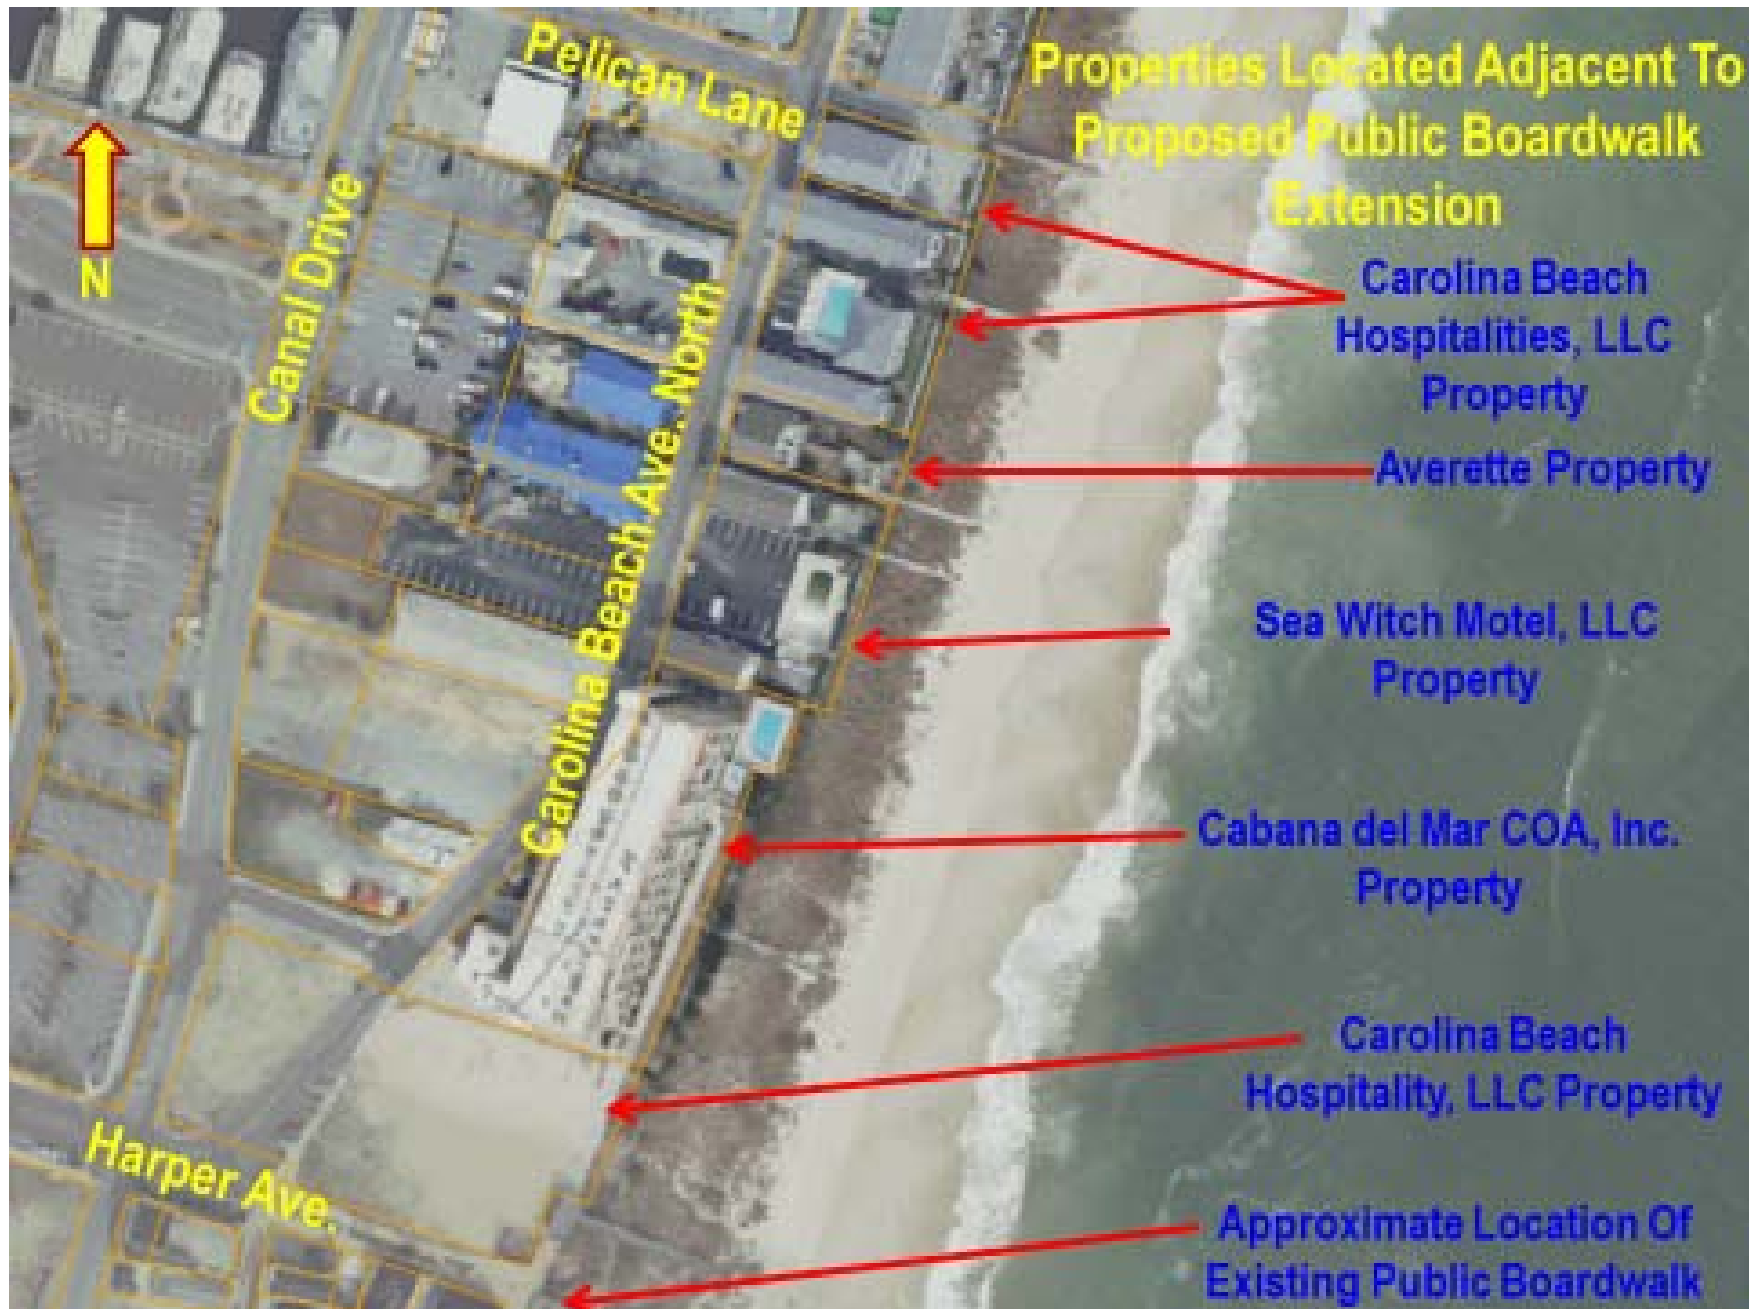 Pelican Lane
Properties Located Adjacent To
Proposed Public Boardwalk
Extension
N
Canal Drive
Carolina Beach Ave. North
Carolina Beach
Hospitalities, LLC
Property
Averette Property
Sea Witch Motel, LLC
Property
Cabana del Mar COA, Inc.
Property
Carolina Beach
Hospitality, LLC Property
Harper Ave.
Approximate Location Of
Existing Public Boardwalk